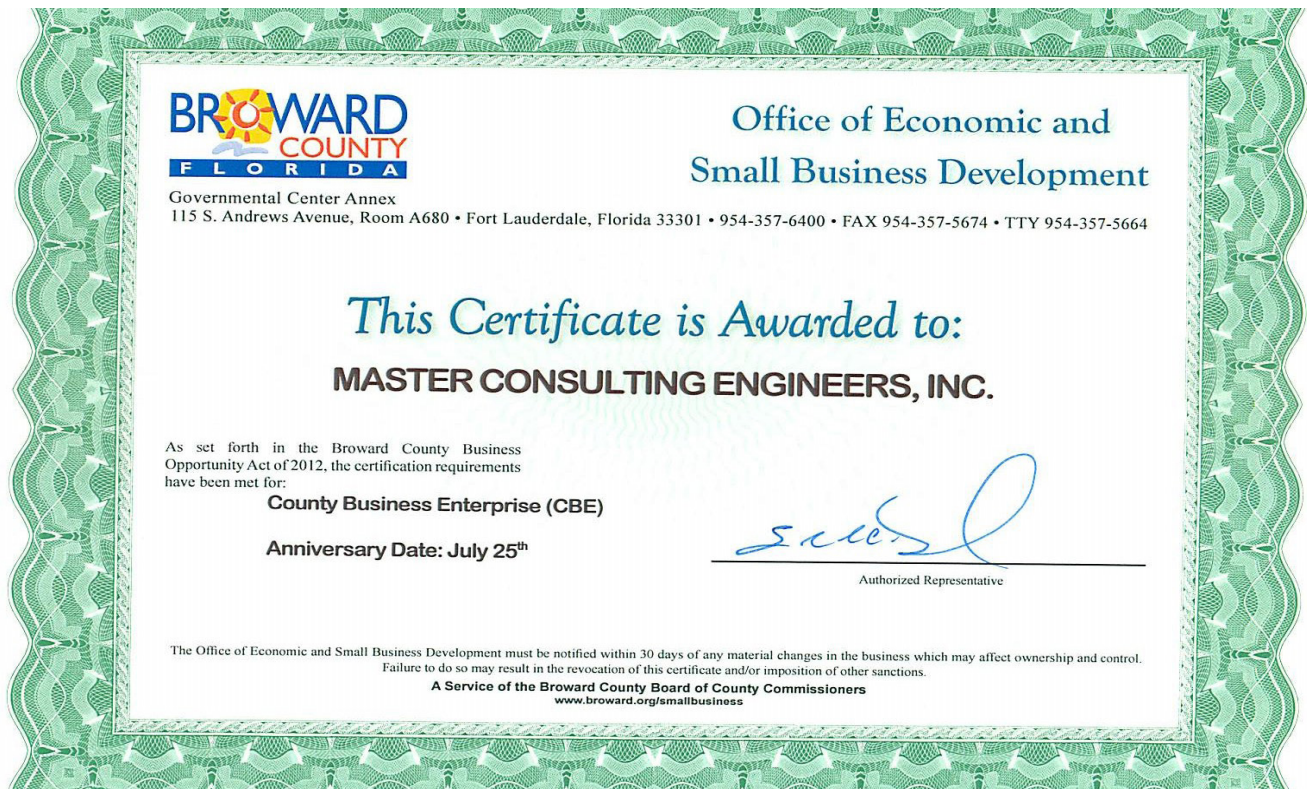 BROWARD
COUNTY
FLORIDA
Office of Economic and
Small Business Development
Governmental Center Annex
115 S. Andrews Avenue, Room A680 • Fort Lauderdale, Florida 33301 • 954-357-6400 • FAX 954-357-5674 • TTY 954-357-5664
This Certificate is Awarded to:
MASTER CONSULTING ENGINEERS, INC.
As set forth in the Broward County Business
Opportunity Act of 2012, the certification requirements
have been met for:
County Business Enterprise (CBE)
Anniversary Date: July 25th
Authorized Representative
The Office of Economic and Small Business Development must be notified within 30 days of any material changes in the business which may affect ownership and control.
Failure to do so may result in the revocation of this certificate and/or imposition of other sanctions.
A Service of the Broward County Board of County Commissioners
www.broward.org/smallbusiness